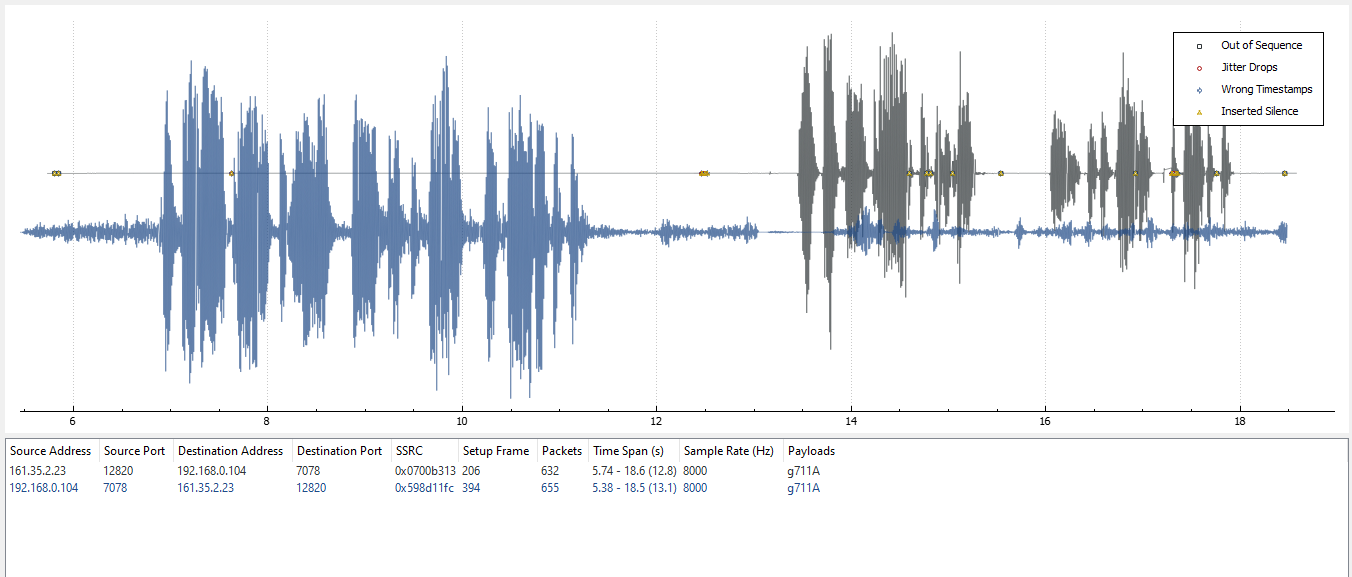 Out of Sequence
Jitter Drops
Wrong Timestamps
Inserted Silence
6 8 10 12 14 16 18
Source Address Source Port Destination Address Destination Port SSRC Setup Frame Packets Time Span (s) Sample Rate (Hz) Payloads
161.35.2.23 12820 192.168.0.104 7078 0x0700b313 206 632 5.74 - 18.6 (12.8) 8000 g711A
192.168.0.104 7078 161.35.2.23 12820 0x598d11fc 394 655 5.38 - 18.5 (13.1) 8000 g711A